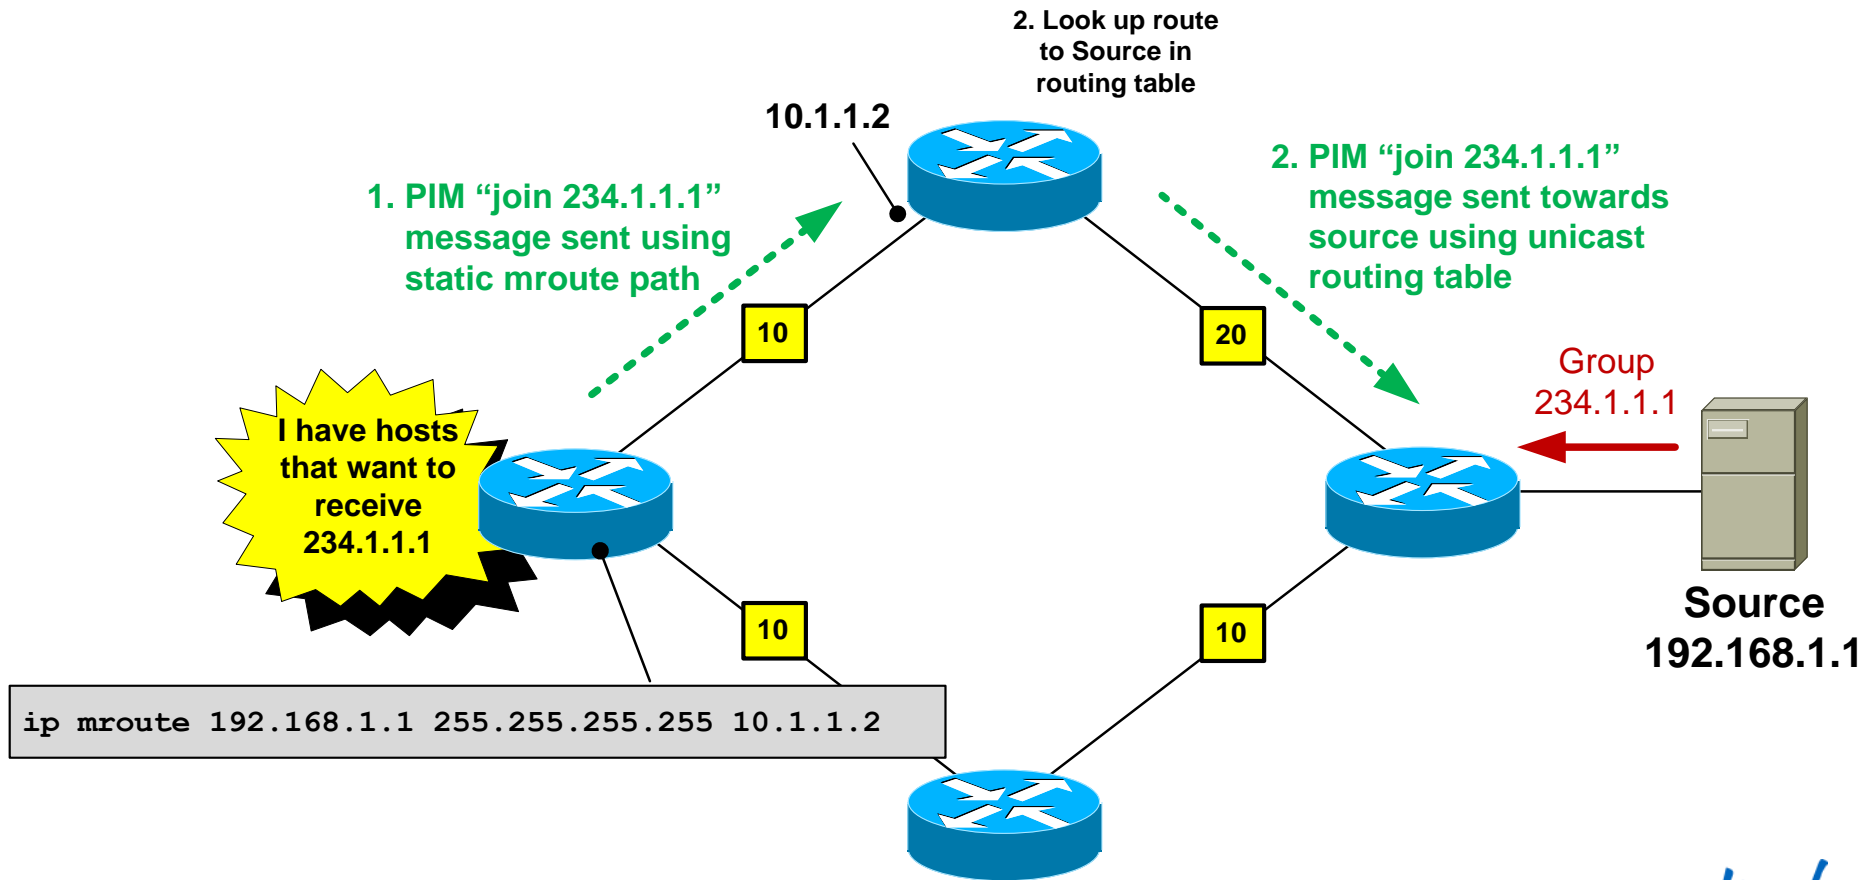 2. Look up route
to Source in
routing table
10.1.1.2
1. PIM “join 234.1.1.1”
message sent using
static mroute path
2. PIM “join 234.1.1.1”
message sent towards
source using unicast
routing table
10
20
Group
234.1.1.1
I have hosts
that want to
receive
234.1.1.1
10
10
Source
192.168.1.1
ip mroute 192.168.1.1 255.255.255.255 10.1.1.2